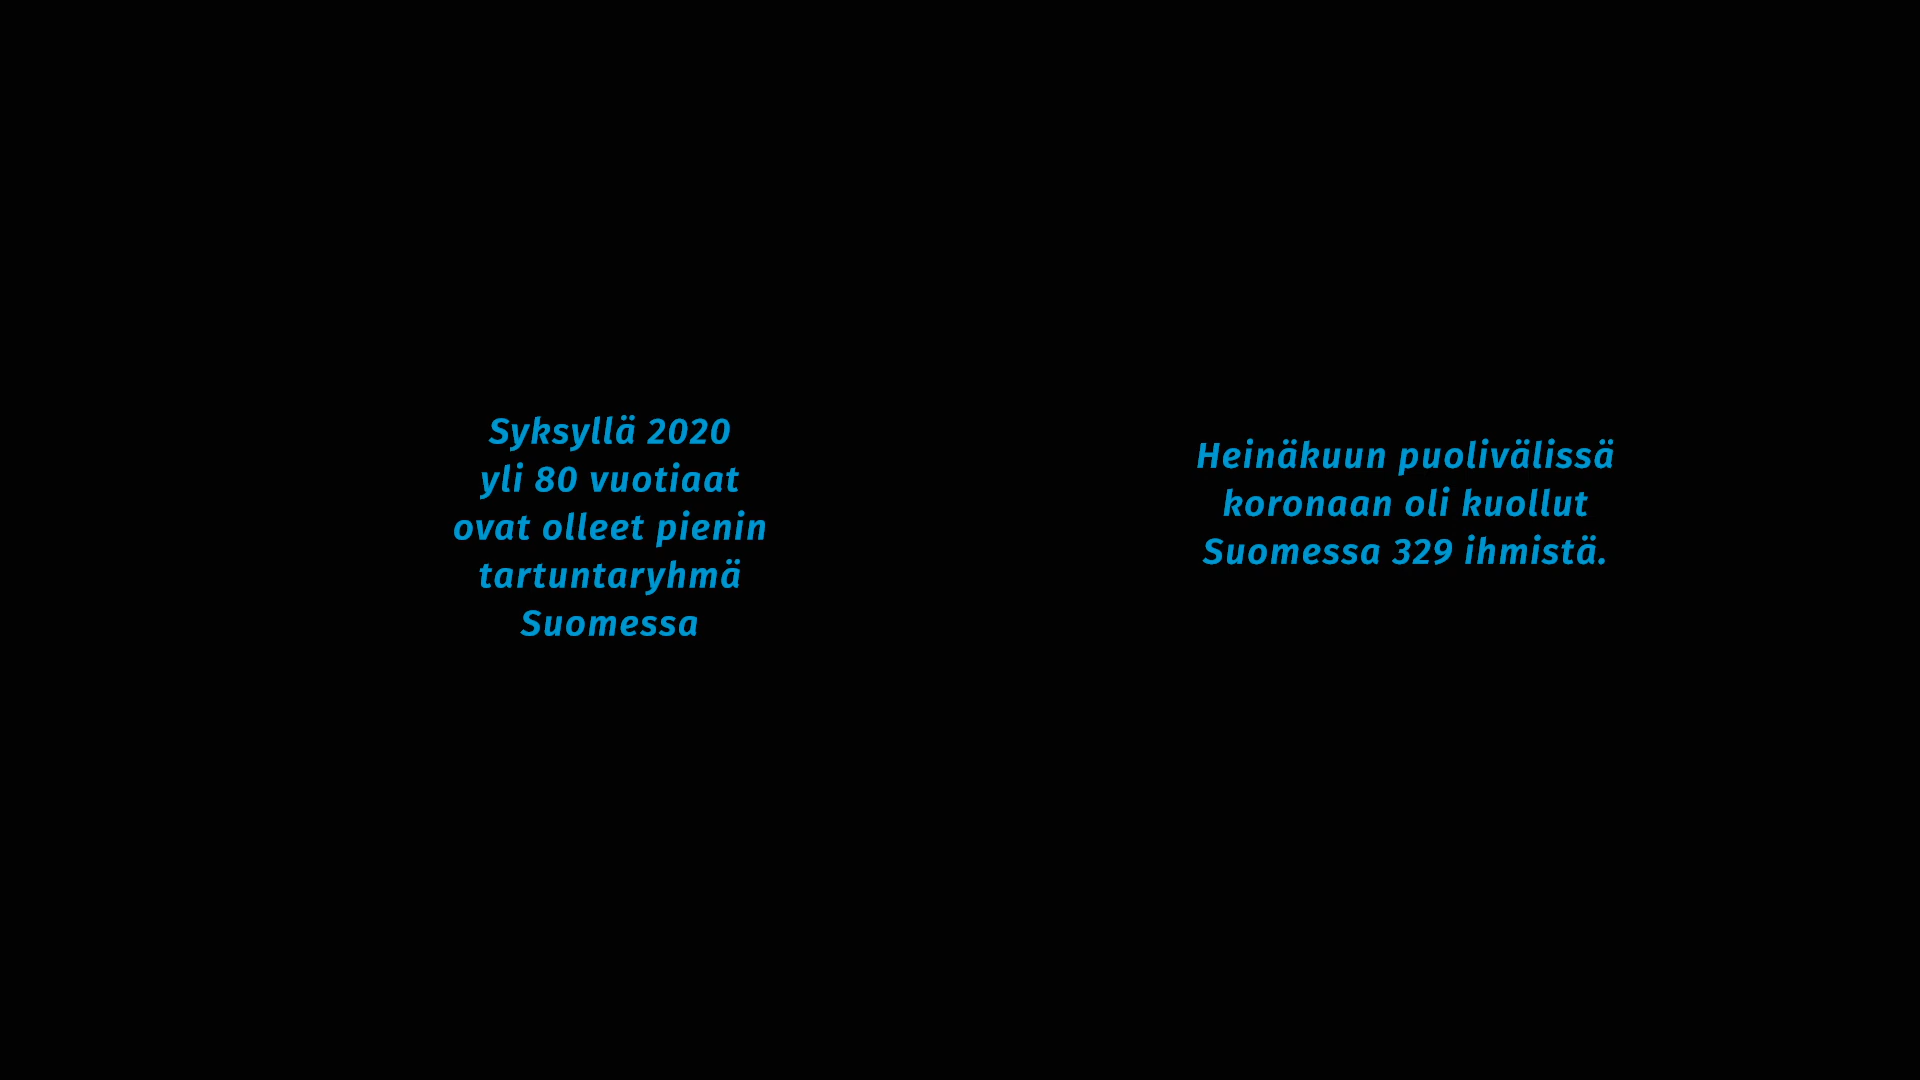 Syksyllä 2020
yli 80 vuotiaat
ovat olleet pienin
tartuntaryhmä
Suomessa
Heinäkuun puolivälissä
koronaan oli kuollut
Suomessa 329 ihmistä.